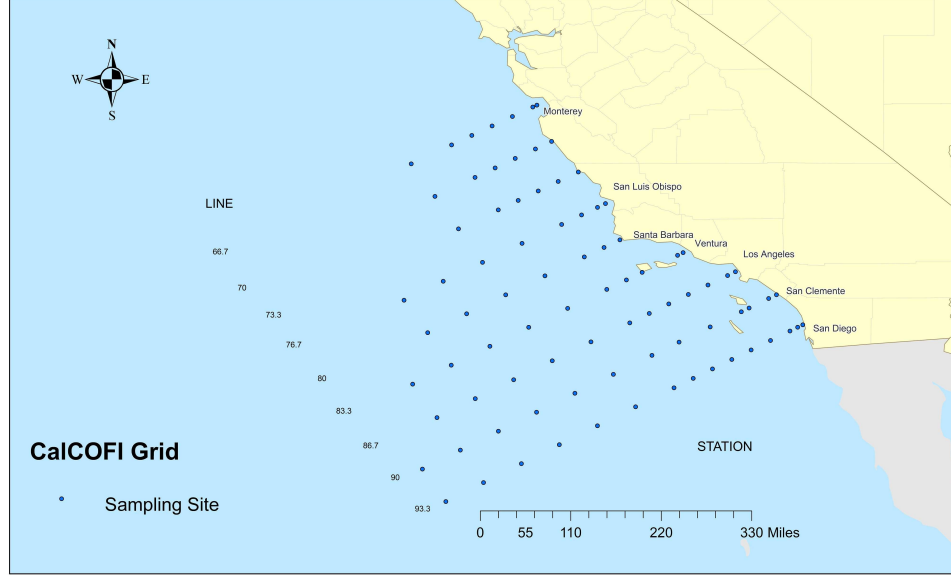 N
W E
S
Monterey
San Luis Obispo
LINE
Santa Barbara
Ventura
66.7
Los Angeles
70
San Clemente
73.3
San Diego
76.7
80
83.3
86.7
STATION
CalCOFI Grid
90
Sampling Site
93.3
0 55 110 220 330 Miles